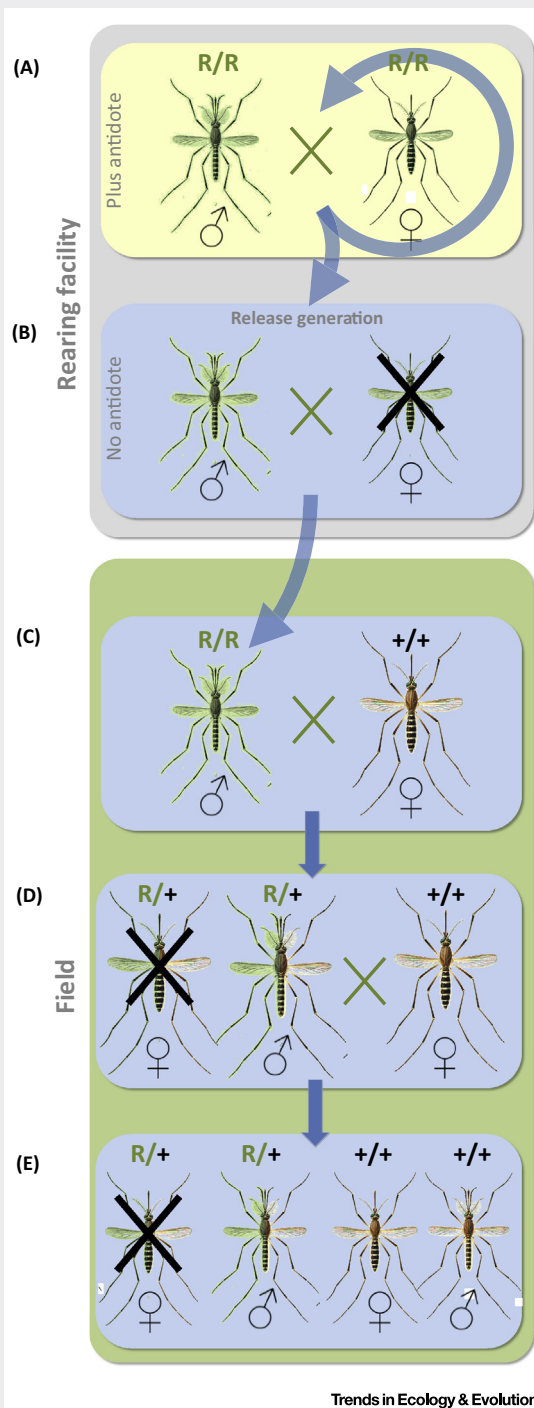 (A)
R/R
R/R
Plus antidote
♂
♀
Rearing facility
(B)
Release generation
No antidote
♂
♀
(C)
R/R
+/+
♂
♀
Field
(D)
R/+
R/+
+/+
♀
♂
♀
(E)
R/+
R/+
+/+
+/+
♀
♂
♀
♂
Trends in Ecology & Evolution